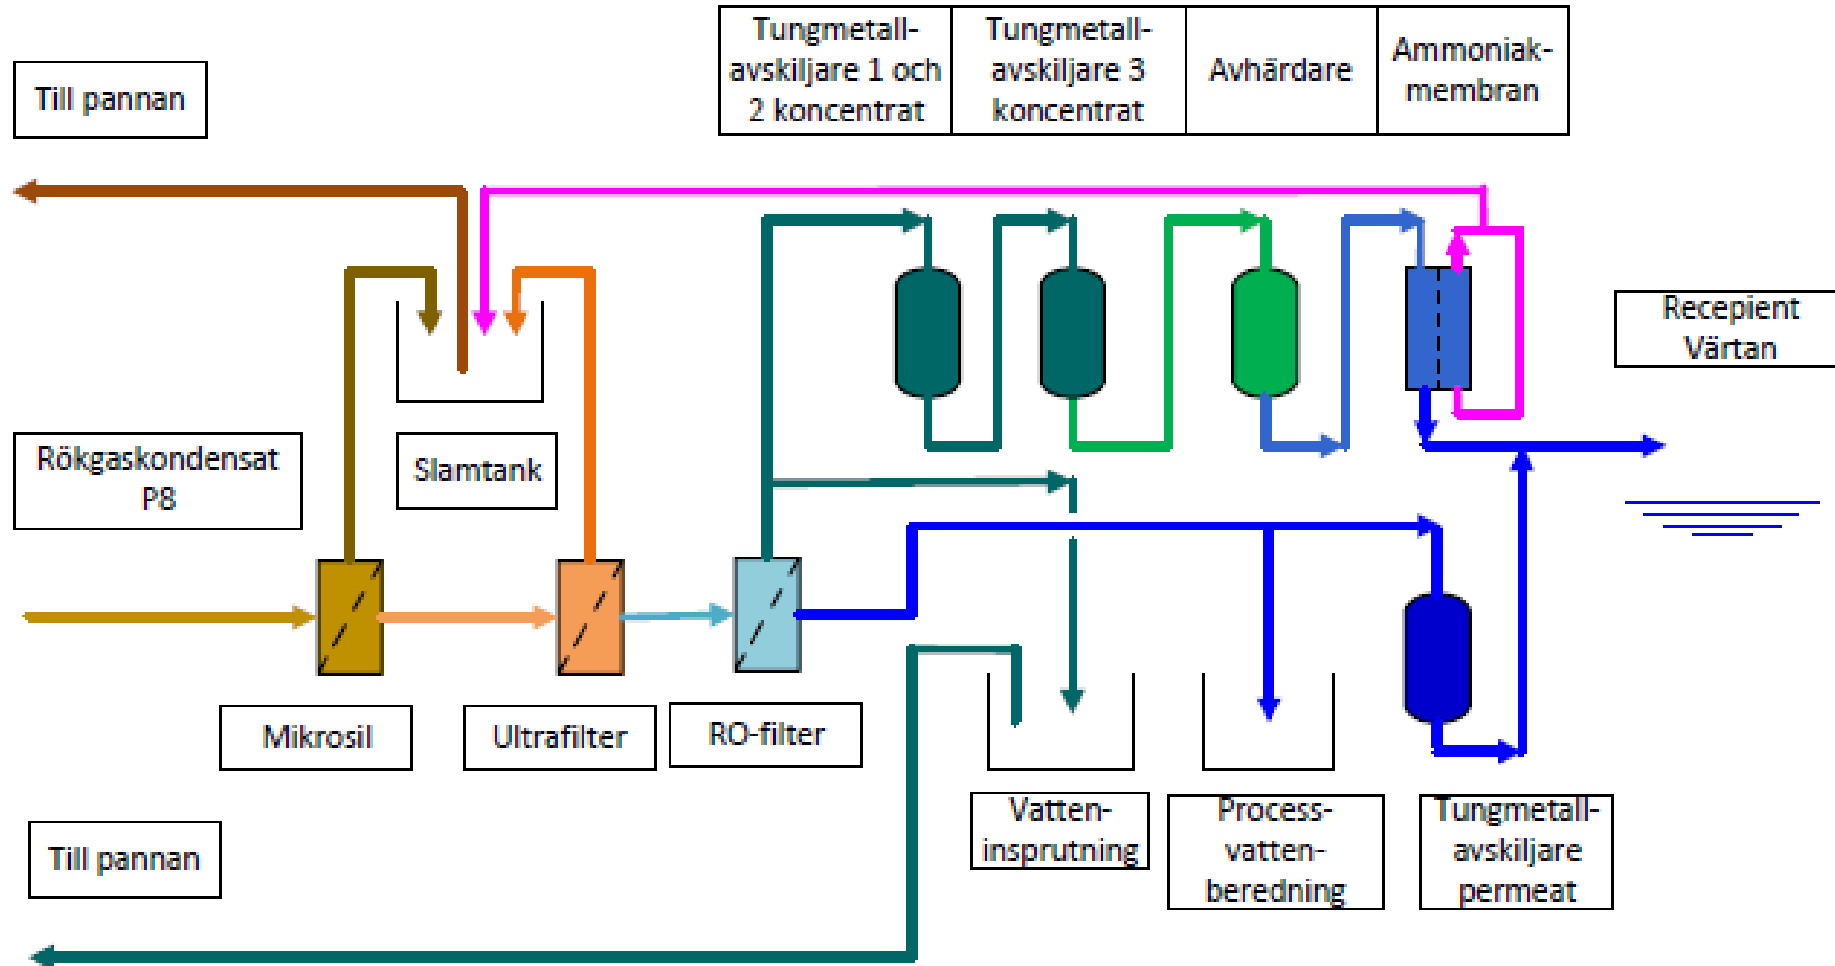 Tungmetall-
avskiljare 1 och
2 koncentrat
Tungmetall-
avskiljare 3
koncentrat
Avhärdare
Ammoniak-
membran
Till pannan
Recepient
Värtan
Rökgaskondensat
P8
Slamtank
Mikrosil
Ultrafilter
RO-filter
Vatten-
insprutning
Process-
vatten-
beredning
Tungmetall-
avskiljare
permeat
Till pannan